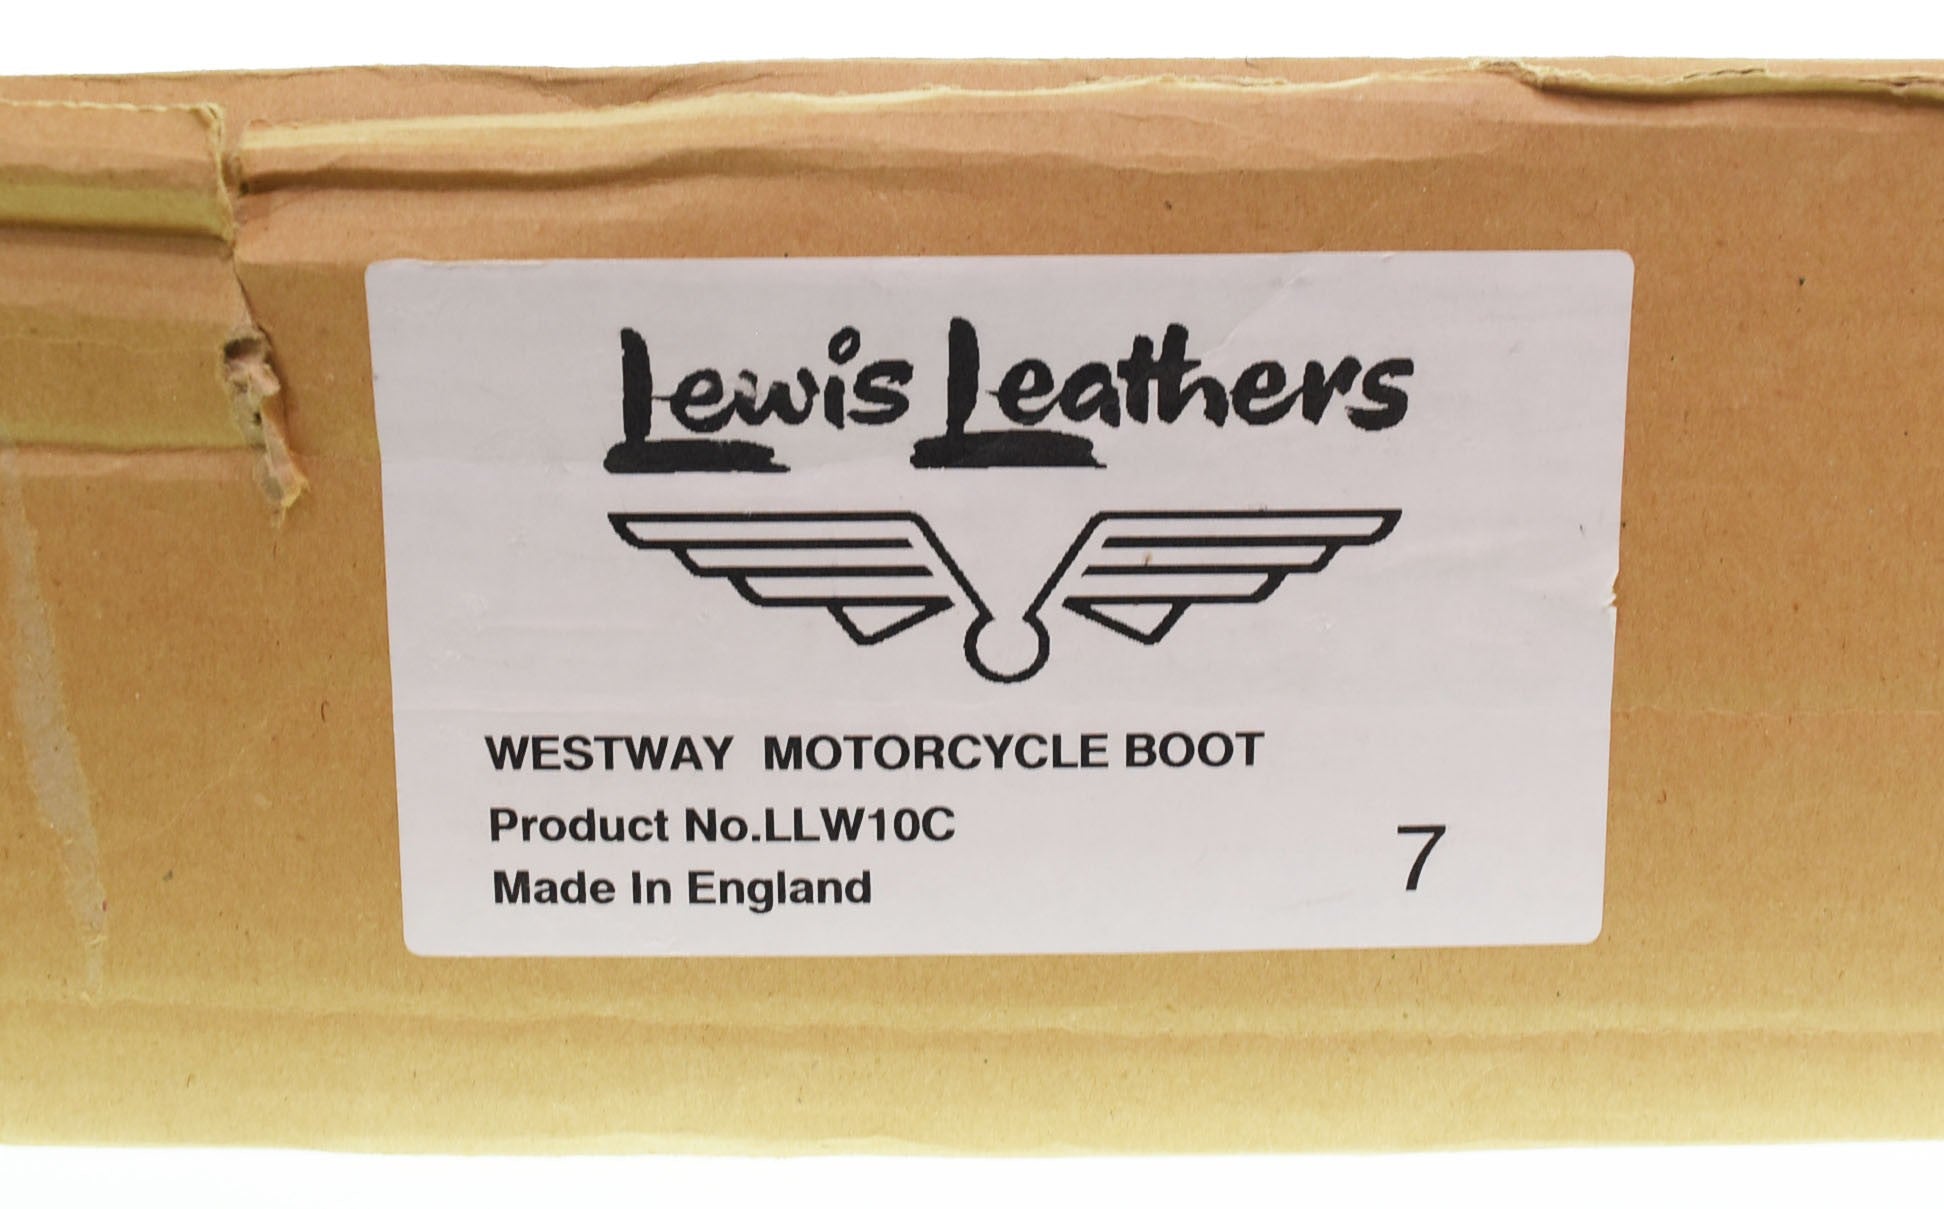 Lewis Leathers
WESTWAY MOTORCYCLE BOOT
Product No.LLW10C
Made In England
7